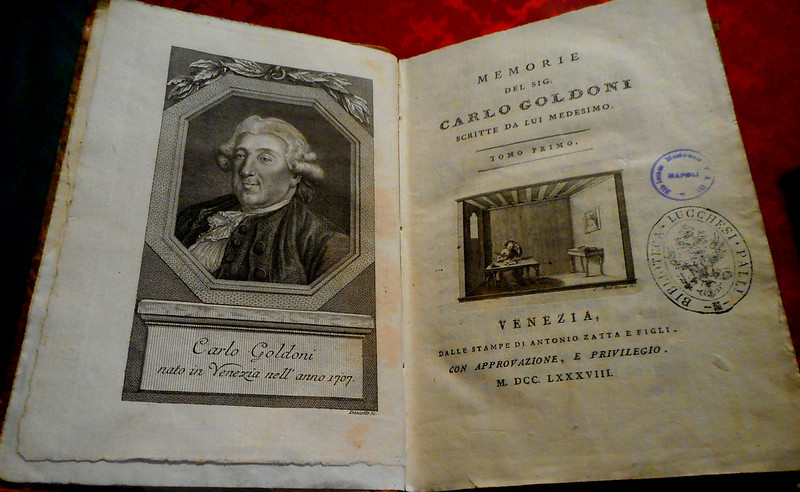 Carlo Goldoni
nato in Venezia nell' anno 1707.
MEMORIE
DEL SIG.
CARLO GOLDONI
SCRITTE DA LUI MEDESIMO.
TOMO PRIMO.
NAPOLI
BIBLIOTECA LUCCHESI PALLI
VENEZIA,
DALLE STAMPE DI ANTONIO ZATTA E FIGLI.
CON APPROVAZIONE, E PRIVILEGIO.
M. DCC. LXXXVIII.